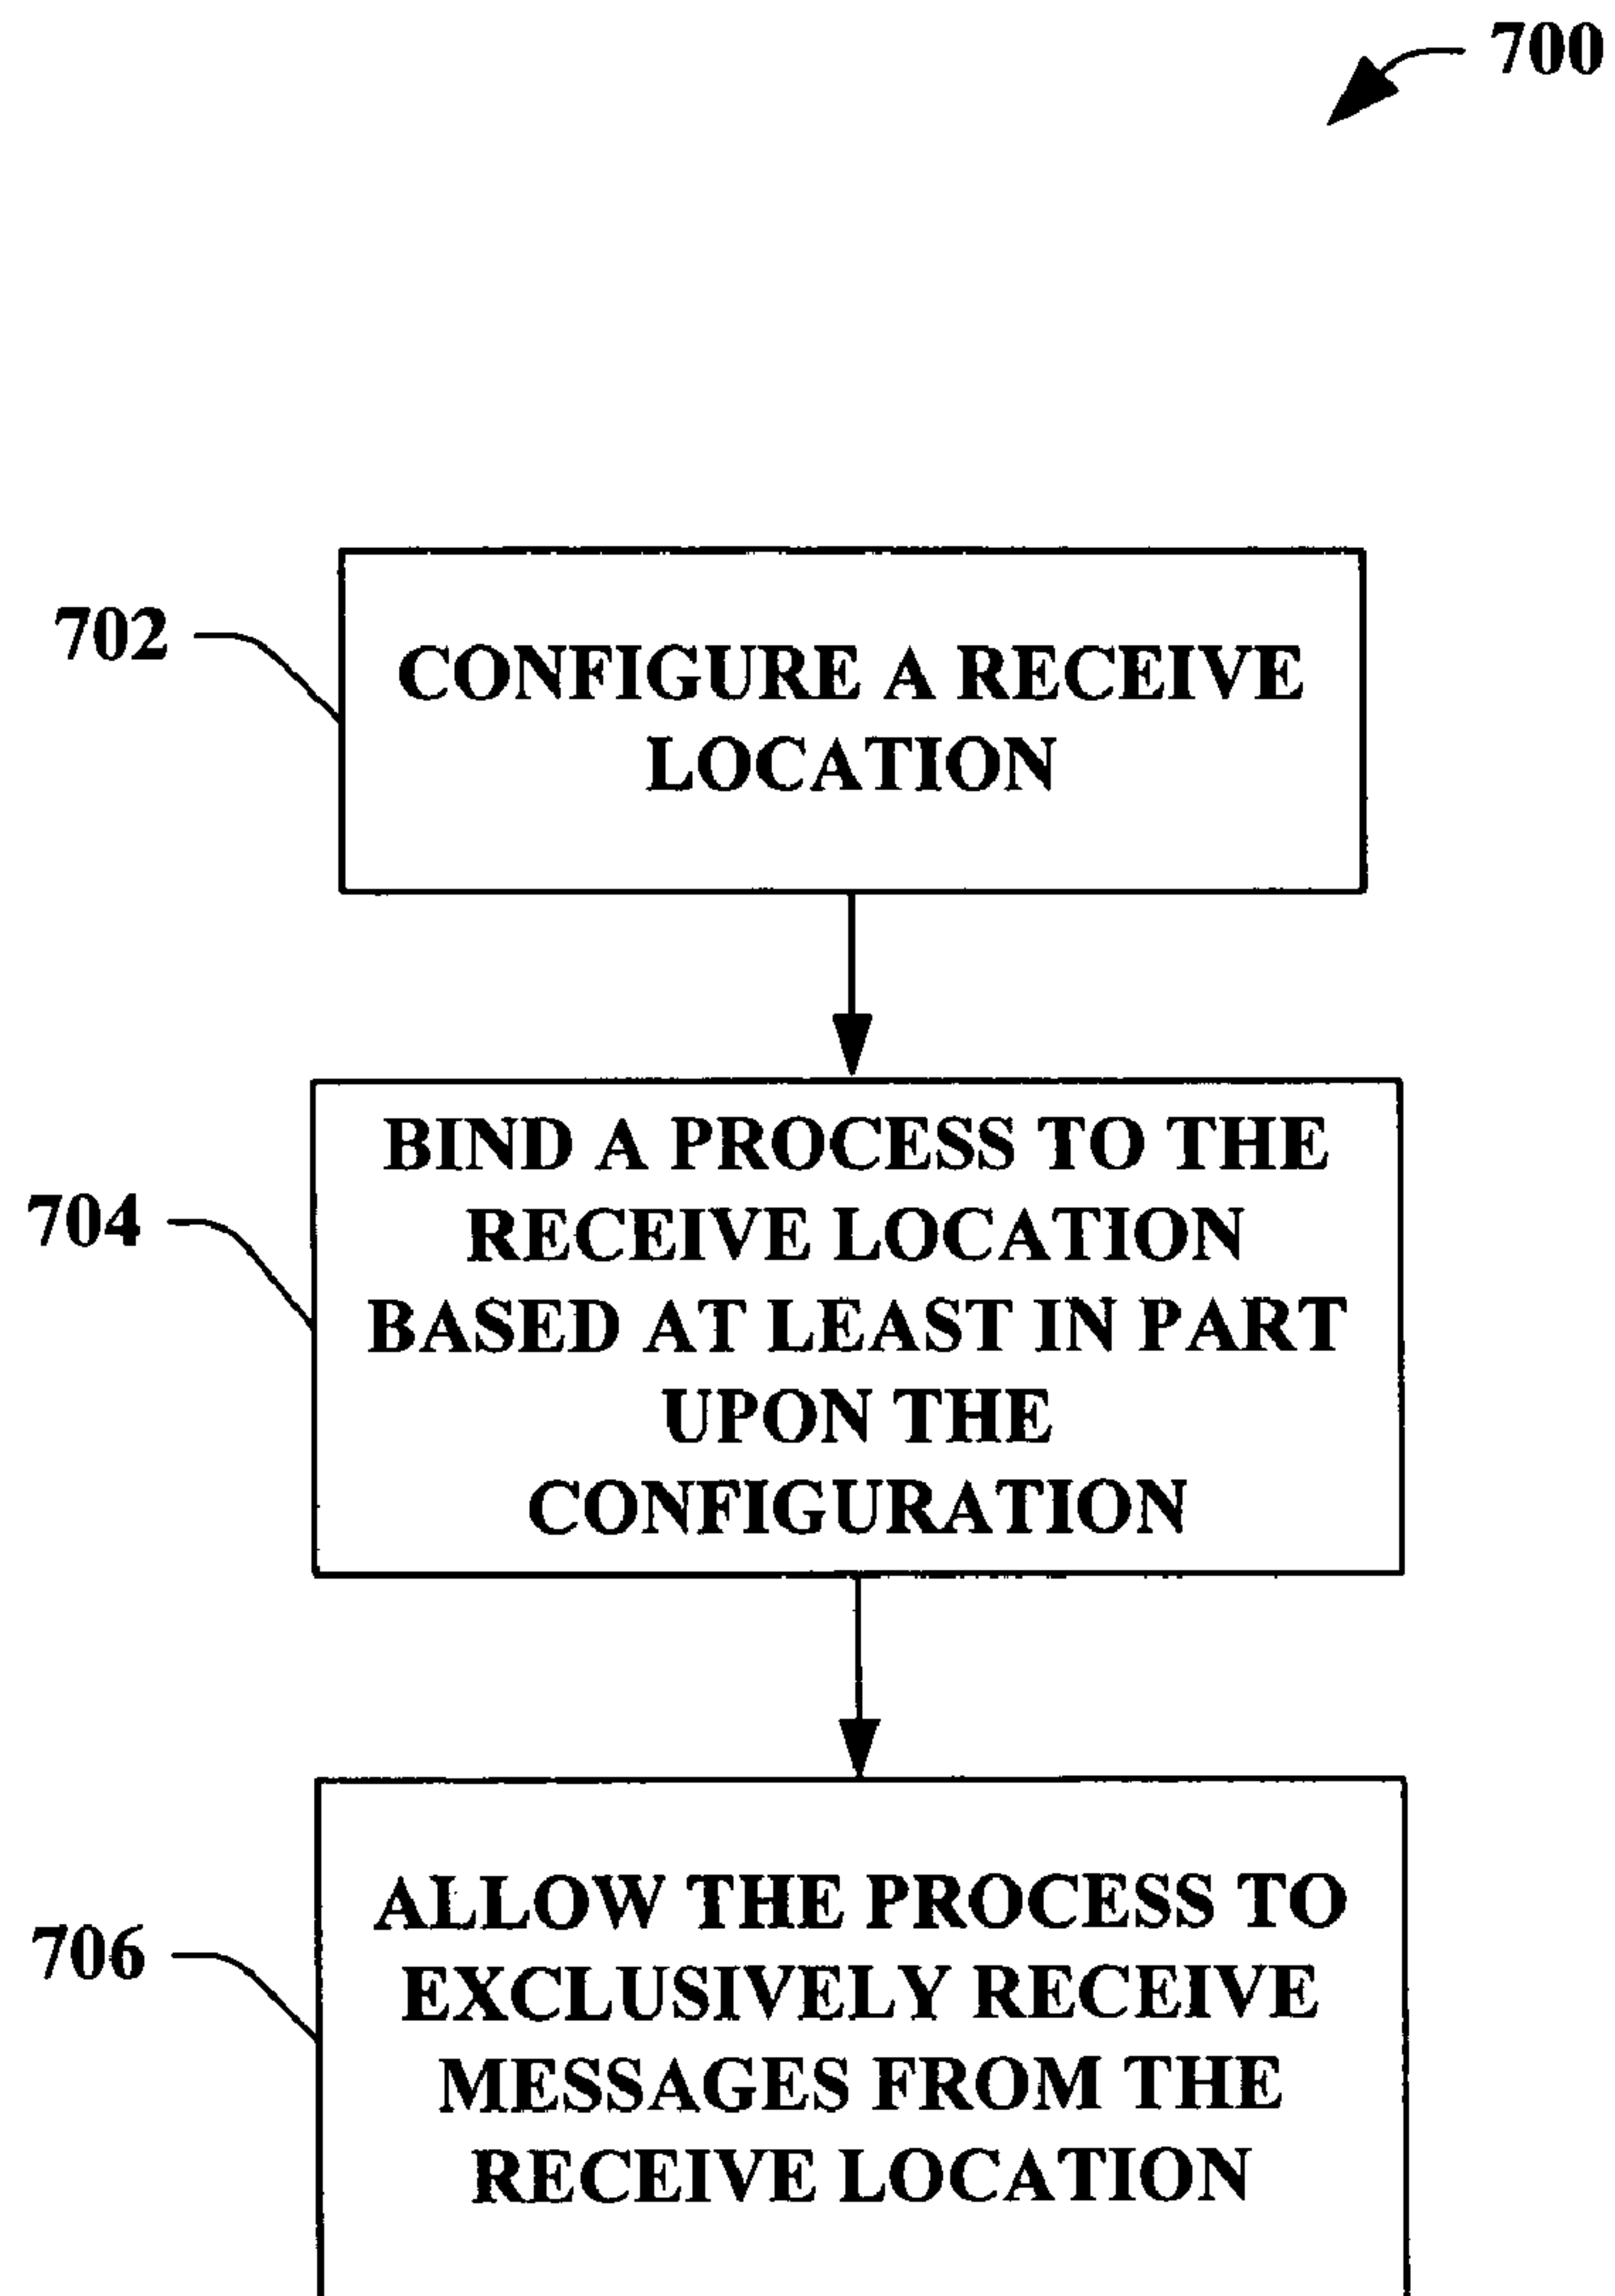 700
702
CONFIGURE A RECEIVE
LOCATION
704
BIND A PROCESS TO THE
RECEIVE LOCATION
BASED AT LEAST IN PART
UPON THE
CONFIGURATION
706
ALLOW THE PROCESS TO
EXCLUSIVELY RECEIVE
MESSAGES FROM THE
RECEIVE LOCATION